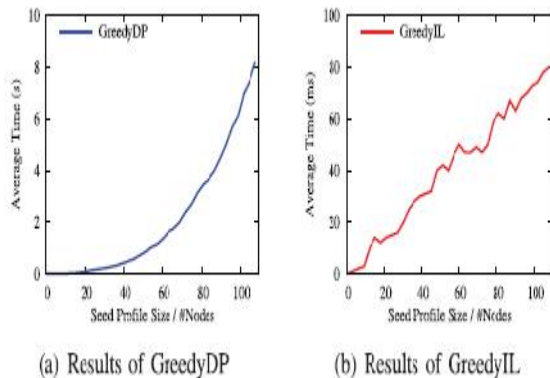 GreedyDP
10
8
6
4
2
0
Average Time (s)
0 20 40 60 80 100
Seed Profile Size / #Nodes
(a) Results of GreedyDP
GreedyIL
100
80
60
40
20
0
Average Time (ms)
0 20 40 60 80 100
Seed Profile Size / #Nodes
(b) Results of GreedyIL